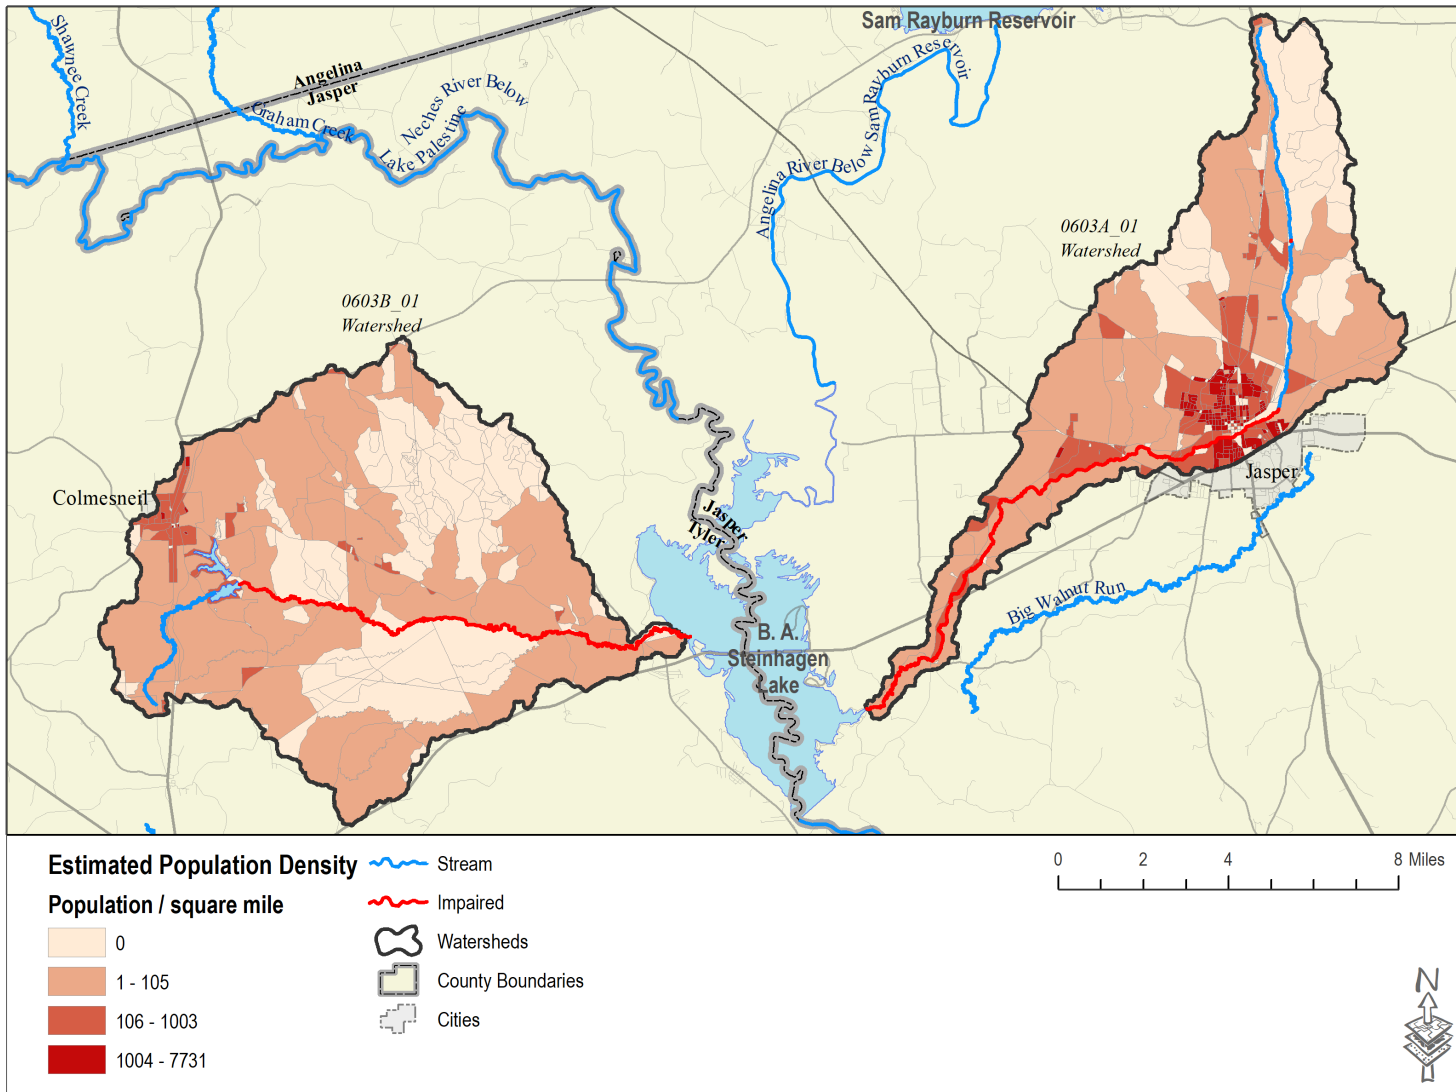 Sam Rayburn Reservoir
Shawnee Creek
Angelina
Jasper
Graham Creek
Neches River Below
Lake Palestine
Angelina River Below Sam Rayburn Reservoir
0603A_01
Watershed
0603B_01
Watershed
Colmesneil
Jasper
Jasper
Tyler
Big Walnut Run
B. A.
Steinhagen
Lake
Estimated Population Density
Population / square mile
0
1 - 105
106 - 1003
1004 - 7731
Stream
Impaired
Watersheds
County Boundaries
Cities
0 2 4 8 Miles
N